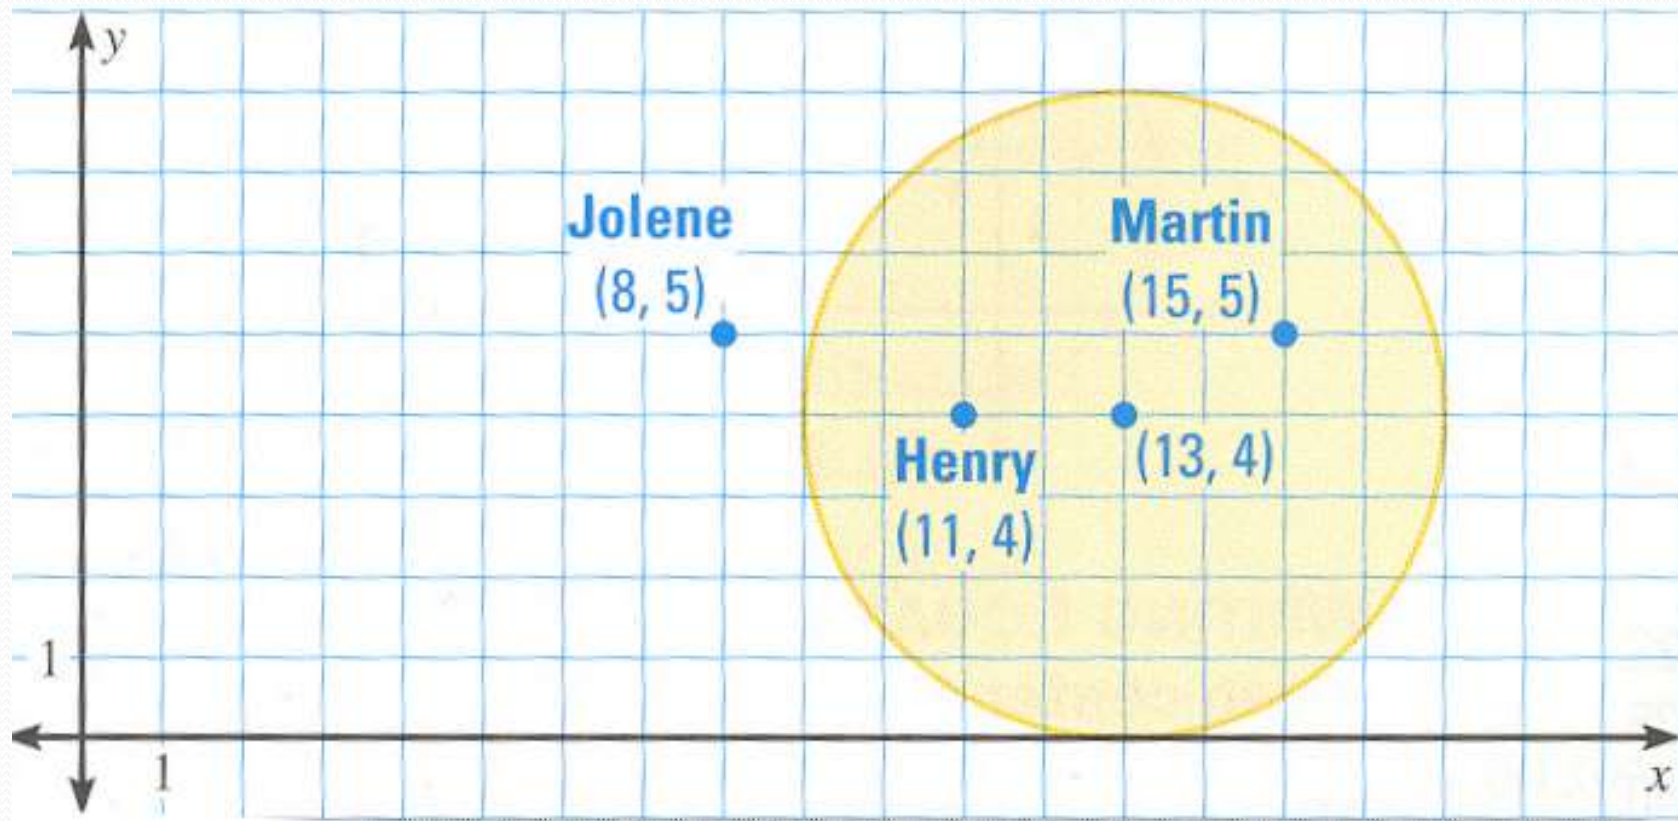 y
Jolene
(8, 5)
Martin
(15, 5)
Henry
(11, 4)
(13, 4)
1
1
x